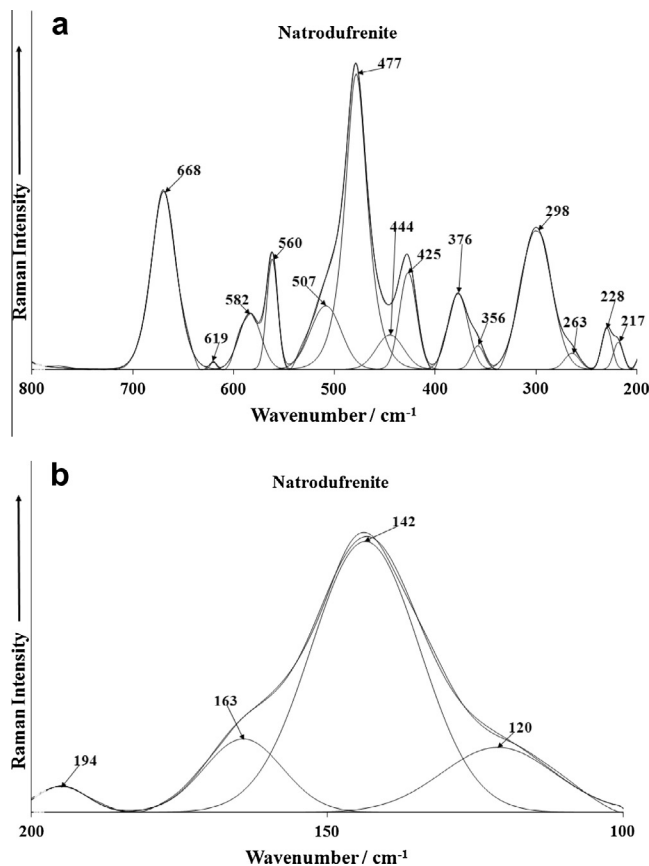 a
Natrodufrenite
477
668
298
444
560
425
376
507
582
356
228
263
217
619
Raman Intensity
800 700 600 500 400 300 200
Wavenumber / cm-1
b
Natrodufrenite
142
163
120
194
Raman Intensity
200 150 100
Wavenumber / cm-1